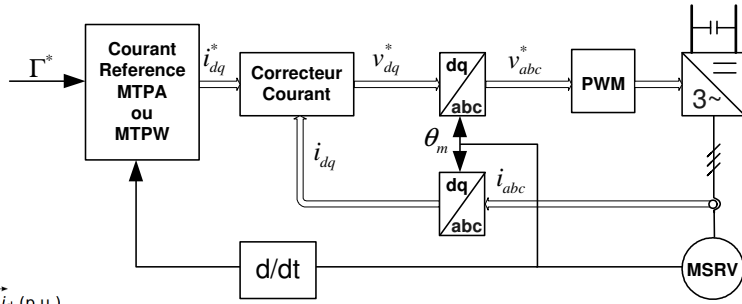 Γ*
Courant
Reference
MTPA
ou
MTPW
i*dq
Correcteur
Courant
v*dq
dq
abc
v*abc
PWM
3~
idq
θm
dq
abc
iabc
d/dt
MSRV
(p.u.)